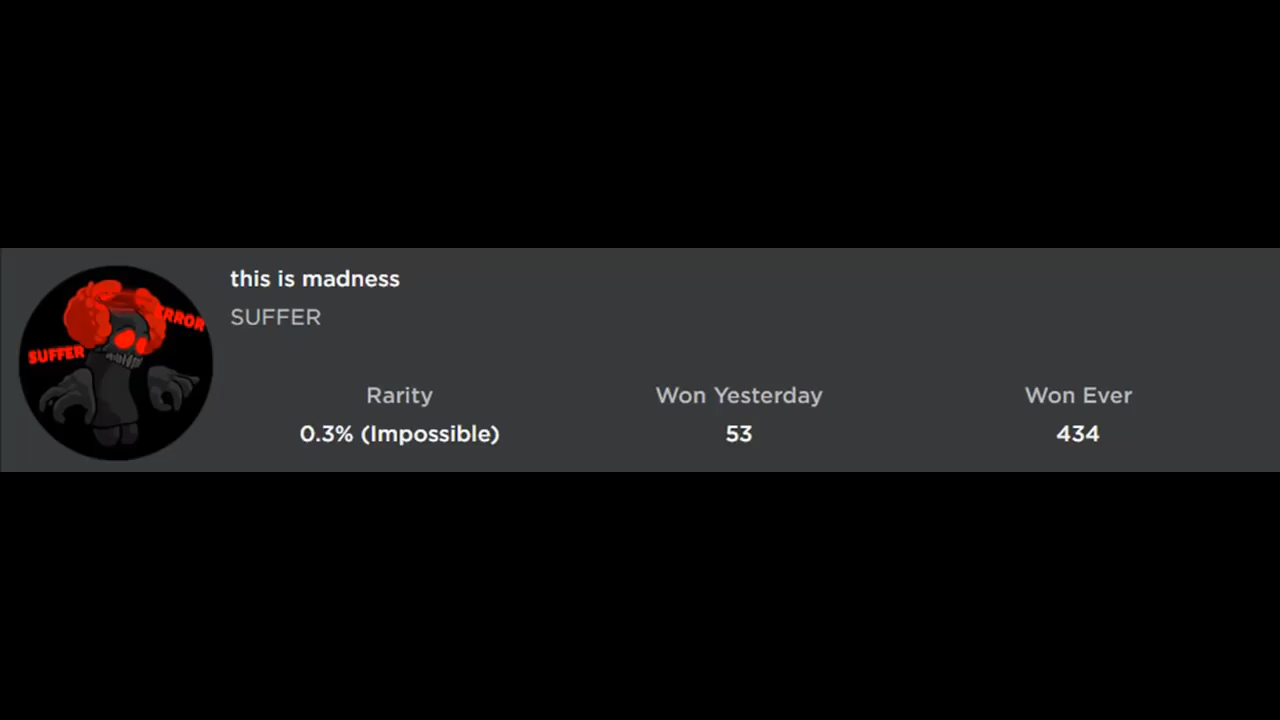 this is madness
SUFFER
ERROR
SUFFER
Rarity
Won Yesterday
Won Ever
0.3% (Impossible)
53
434